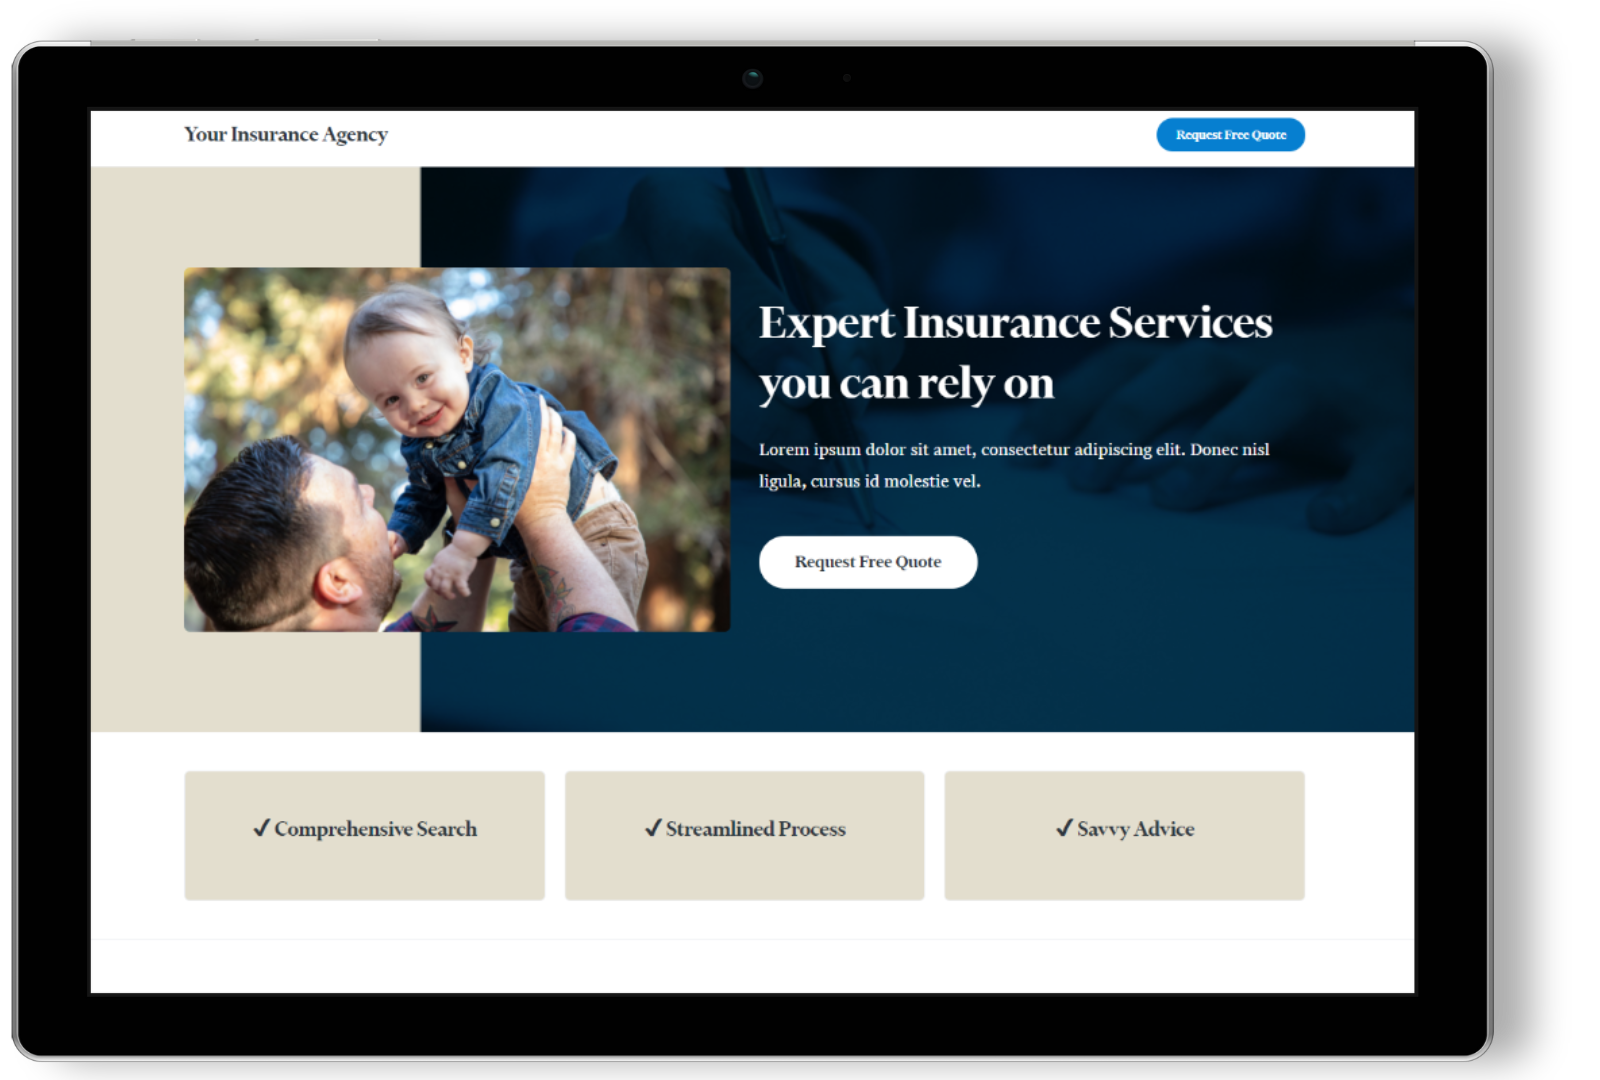 Your Insurance Agency
Request Free Quote
Expert Insurance Services
you can rely on
Lorem ipsum dolor sit amet, consectetur adipiscing elit. Donec nisl
ligula, cursus id molestie vel.
Request Free Quote
✓ Comprehensive Search
✓ Streamlined Process
✓ Savvy Advice